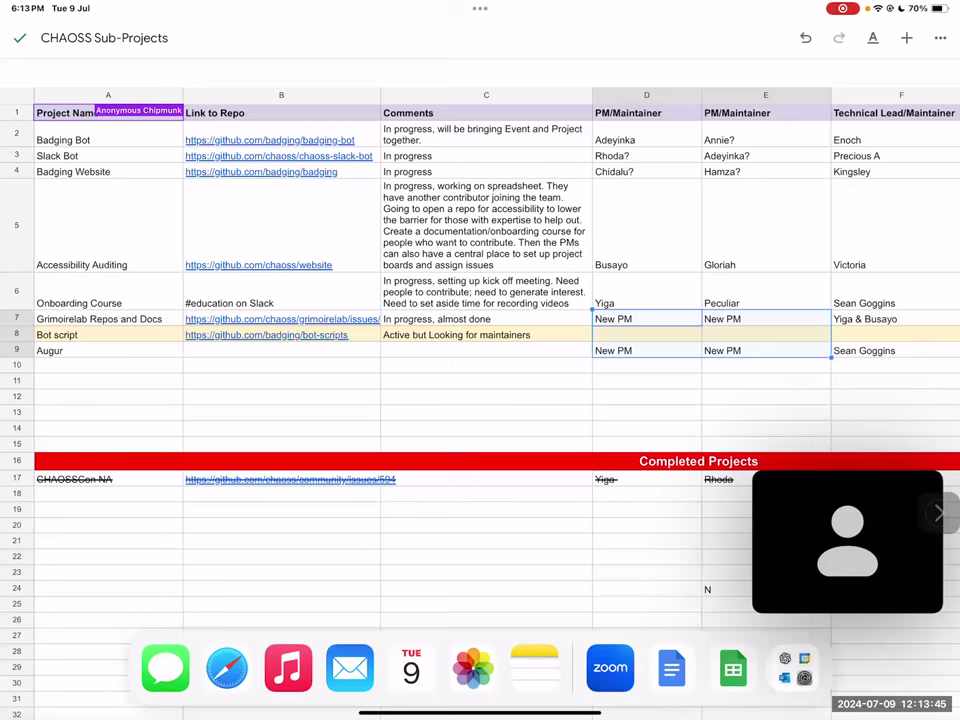 6:13 PM Tue 9 Jul
70%
CHAOSS Sub-Projects
A
A B C D E F
1 Project Nam Anonymous Chipmunk Link to Repo Comments PM/Maintainer PM/Maintainer Technical Lead/Maintainer
In progress, will be bringing Event and Project
2 Badging Bot https://github.com/badging/badging-bot together. Adeyinka Annie? Enoch
3 Slack Bot https://github.com/chaoss/chaoss-slack-bot In progress Rhoda? Adeyinka? Precious A
4 Badging Website https://github.com/badging/badging In progress Chidalu? Hamza? Kingsley
In progress, working on spreadsheet. They
have another contributor joining the team.
Going to open a repo for accessibility to lower
the barrier for those with expertise to help out.
Create a documentation/onboarding course for
people who want to contribute. Then the PMs
can also have a central place to set up project
5 Accessibility Auditing https://github.com/chaoss/website boards and assign issues Busayo Gloriah Victoria
In progress, setting up kick off meeting. Need
people to contribute; need to generate interest.
6 Onboarding Course #education on Slack Need to set aside time for recording videos Yiga Peculiar Sean Goggins
7 Grimoirelab Repos and Docs https://github.com/chaoss/grimoirelab/issues/ In progress, almost done New PM New PM Yiga & Busayo
8 Bot script https://github.com/badging/bot-scripts Active but Looking for maintainers
9 Augur New PM New PM Sean Goggins
10
11
12
13
14
15
16 Completed Projects
17 CHAOSSCon NA https://github.com/chaoss/community/issues/594 Yiga Rhoda
18
19
20
21
22
23
24 N
25
26
27
28
29
30
31
32
TUE
9
zoom
2024-07-09 12:13:45